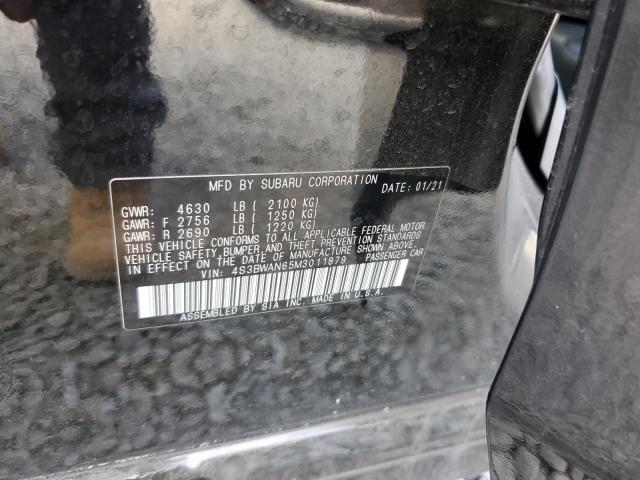 MFD BY SUBARU CORPORATION DATE: 01/21
GVWR: 4630 LB ( 2100 KG)
GAWR: F 2756 LB ( 1250 KG)
GAWR: R 2690 LB ( 1220 KG)
THIS VEHICLE CONFORMS TO ALL APPLICABLE FEDERAL MOTOR
VEHICLE SAFETY, BUMPER, AND THEFT PREVENTION STANDARDS
IN EFFECT ON THE DATE OF MANUFACTURE SHOWN ABOVE.
VIN: 4S3BWAN65M3011879 PASSENGER CAR
ASSEMBLED BY SIA INC. MADE IN U.S.A.